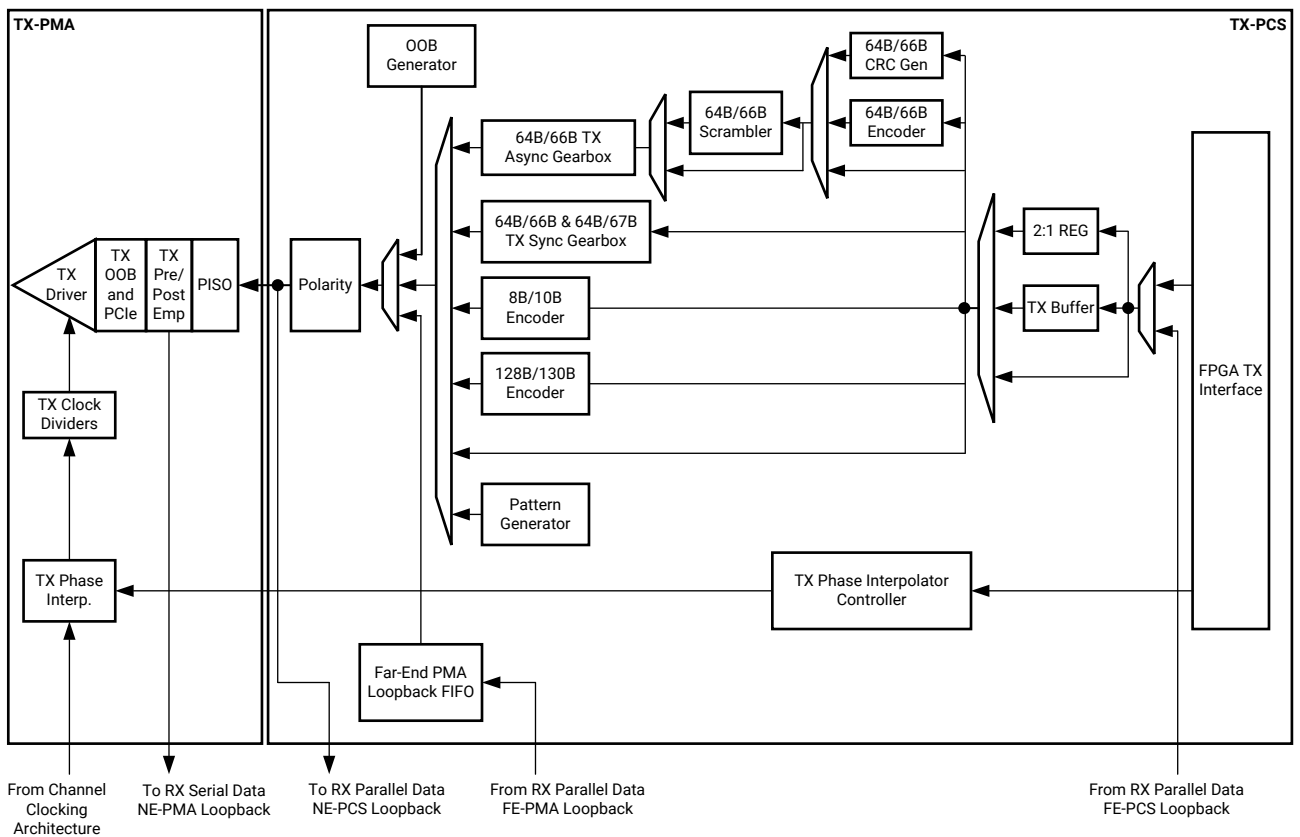 TX-PMA
TX-PCS
OOB
Generator
64B/66B
CRC Gen
64B/66B
Scrambler
64B/66B
Encoder
64B/66B TX
Async Gearbox
64B/66B & 64B/67B
TX Sync Gearbox
2:1 REG
TX
Driver
TX
OOB
and
PCIe
TX
Pre/
Post
Emp
PISO
Polarity
8B/10B
Encoder
TX Buffer
FPGA TX
Interface
128B/130B
Encoder
TX Clock
Dividers
Pattern
Generator
TX Phase
Interp.
TX Phase Interpolator
Controller
Far-End PMA
Loopback FIFO
From Channel
Clocking
Architecture
To RX Serial Data
NE-PMA Loopback
To RX Parallel Data
NE-PCS Loopback
From RX Parallel Data
FE-PMA Loopback
From RX Parallel Data
FE-PCS Loopback